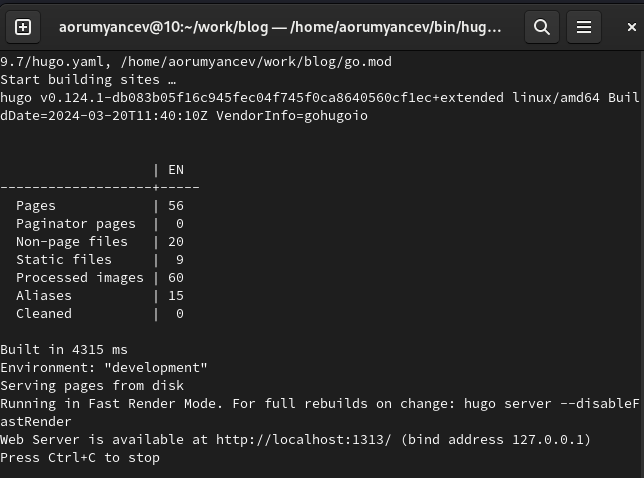 aorumyancev@10:~/work/blog — /home/aorumyancev/bin/hug...
9.7/hugo.yaml, /home/aorumyancev/work/blog/go.mod
Start building sites …
hugo v0.124.1-db083b05f16c945fec04f745f0ca8640560cf1ec+extended linux/amd64 Buil
dDate=2024-03-20T11:40:10Z VendorInfo=gohugoio
                   | EN
-------------------+-----
  Pages            | 56
  Paginator pages  |  0
  Non-page files   | 20
  Static files     |  9
  Processed images | 60
  Aliases          | 15
  Cleaned          |  0
Built in 4315 ms
Environment: "development"
Serving pages from disk
Running in Fast Render Mode. For full rebuilds on change: hugo server --disableF
astRender
Web Server is available at http://localhost:1313/ (bind address 127.0.0.1)
Press Ctrl+C to stop